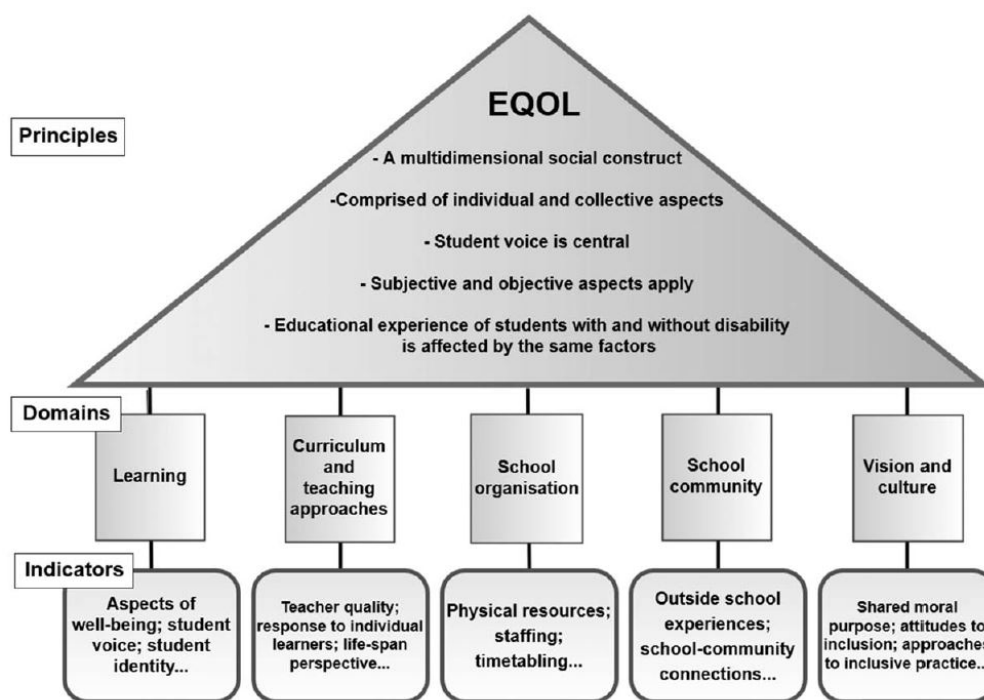 EQOL
Principles
- A multidimensional social construct
-Comprised of individual and collective aspects
- Student voice is central
- Subjective and objective aspects apply
- Educational experience of students with and without disability
is affected by the same factors
Domains
Learning
Curriculum
and
teaching
approaches
School
organisation
School
community
Vision and
culture
Indicators
Aspects of
well-being; student
voice; student
identity...
Teacher quality;
response to individual
learners; life-span
perspective...
Physical resources;
staffing;
timetabling...
Outside school
experiences;
school-community
connections...
Shared moral
purpose; attitudes to
inclusion; approaches
to inclusive practice...